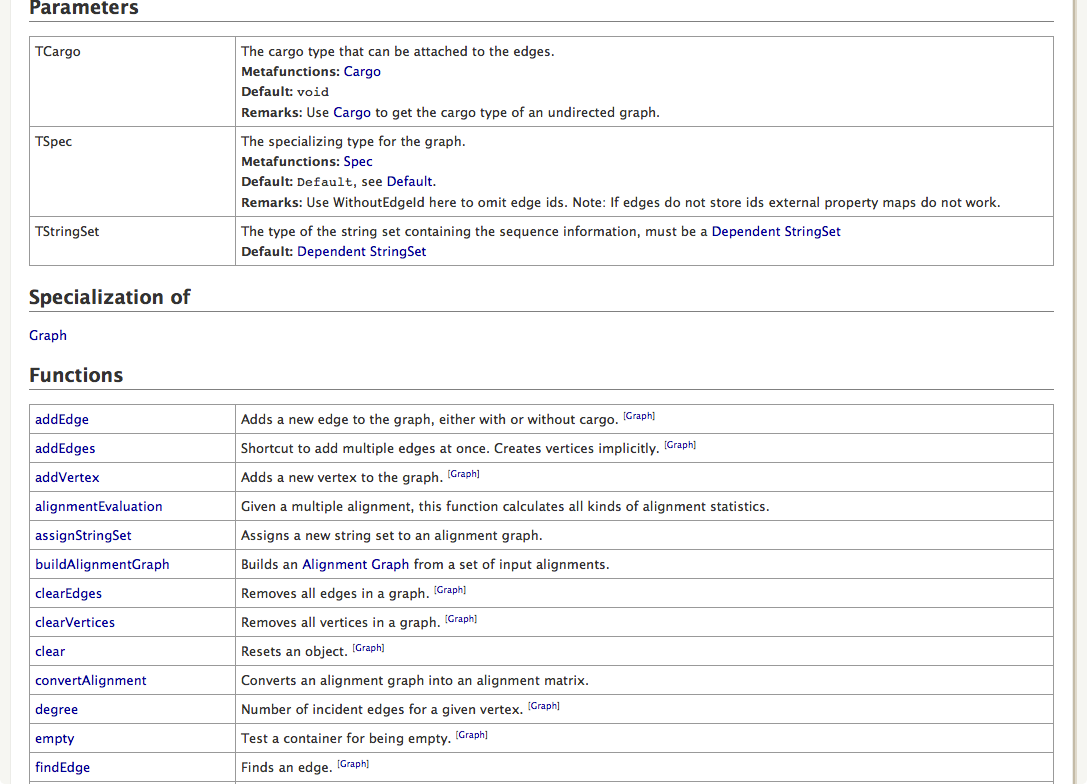 Parameters
TCargo
The cargo type that can be attached to the edges.
Metafunctions: Cargo
Default: void
Remarks: Use Cargo to get the cargo type of an undirected graph.
TSpec
The specializing type for the graph.
Metafunctions: Spec
Default: Default, see Default.
Remarks: Use WithoutEdgeId here to omit edge ids. Note: If edges do not store ids external property maps do not work.
TStringSet
The type of the string set containing the sequence information, must be a Dependent StringSet
Default: Dependent StringSet
Specialization of
Graph
Functions
addEdge Adds a new edge to the graph, either with or without cargo. [Graph]
addEdges Shortcut to add multiple edges at once. Creates vertices implicitly. [Graph]
addVertex Adds a new vertex to the graph. [Graph]
alignmentEvaluation Given a multiple alignment, this function calculates all kinds of alignment statistics.
assignStringSet Assigns a new string set to an alignment graph.
buildAlignmentGraph Builds an Alignment Graph from a set of input alignments.
clearEdges Removes all edges in a graph. [Graph]
clearVertices Removes all vertices in a graph. [Graph]
clear Resets an object. [Graph]
convertAlignment Converts an alignment graph into an alignment matrix.
degree Number of incident edges for a given vertex. [Graph]
empty Test a container for being empty. [Graph]
findEdge Finds an edge. [Graph]